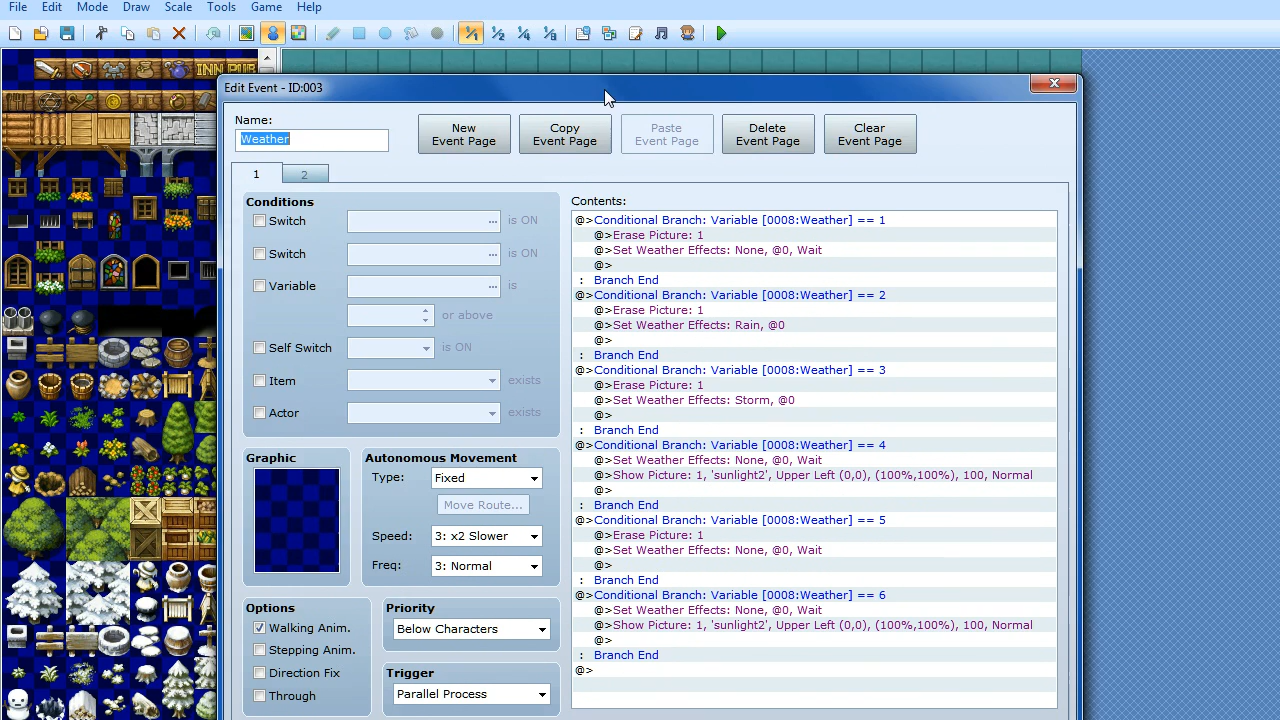 File Edit Mode Draw Scale Tools Game Help
1/1 1/2 1/4 1/8
INN PUB
Edit Event - ID:003
Name:
Weather
New Event Page
Copy Event Page
Paste Event Page
Delete Event Page
Clear Event Page
1 2
Conditions
Switch ... is ON
Switch ... is ON
Variable ... is
or above
Self Switch is ON
Item exists
Actor exists
Graphic
Autonomous Movement
Type: Fixed
Move Route...
Speed: 3: x2 Slower
Freq: 3: Normal
Options
Walking Anim.
Stepping Anim.
Direction Fix
Through
Priority
Below Characters
Trigger
Parallel Process
Contents:
@>Conditional Branch: Variable [0008:Weather] == 1
@>Erase Picture: 1
@>Set Weather Effects: None, @0, Wait
@>
: Branch End
@>Conditional Branch: Variable [0008:Weather] == 2
@>Erase Picture: 1
@>Set Weather Effects: Rain, @0
@>
: Branch End
@>Conditional Branch: Variable [0008:Weather] == 3
@>Erase Picture: 1
@>Set Weather Effects: Storm, @0
@>
: Branch End
@>Conditional Branch: Variable [0008:Weather] == 4
@>Set Weather Effects: None, @0, Wait
@>Show Picture: 1, 'sunlight2', Upper Left (0,0), (100%,100%), 100, Normal
@>
: Branch End
@>Conditional Branch: Variable [0008:Weather] == 5
@>Erase Picture: 1
@>Set Weather Effects: None, @0, Wait
@>
: Branch End
@>Conditional Branch: Variable [0008:Weather] == 6
@>Set Weather Effects: None, @0, Wait
@>Show Picture: 1, 'sunlight2', Upper Left (0,0), (100%,100%), 100, Normal
@>
: Branch End
@>